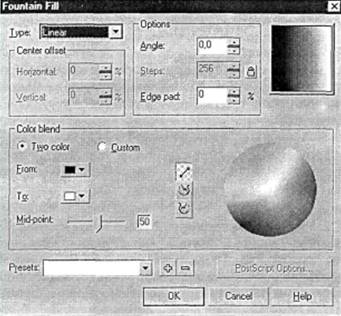 Fountain Fill
Type: Linear
Options
Angle: 0,0
Center offset
Horizontal: 0 %
Steps: 256
Vertical: 0 %
Edge pad: 0 %
Color blend
Two color Custom
From:
To:
Mid-point: 50
Presets:
PostScript Options...
OK Cancel Help